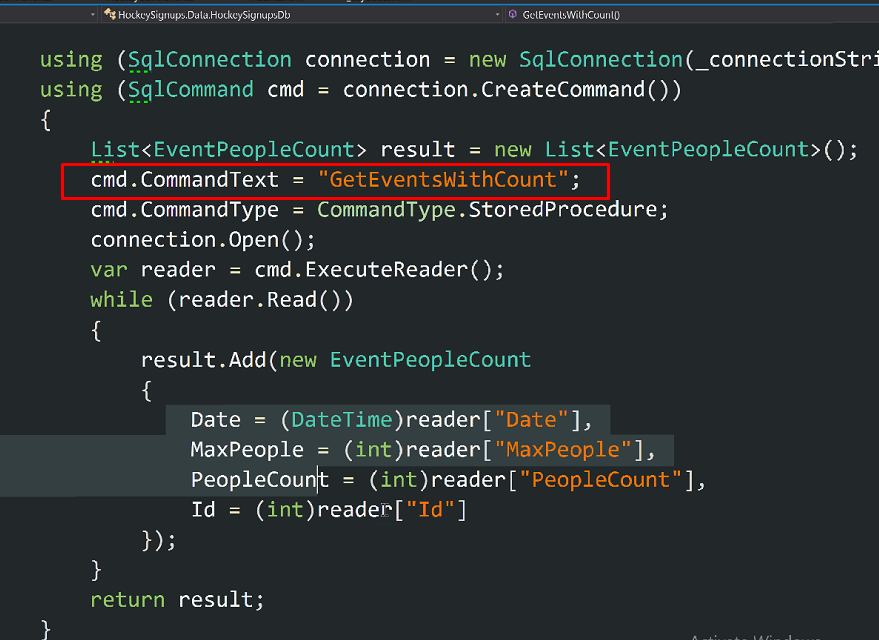 HockeySignups.Data.HockeySignupsDb GetEventsWithCount()
using (SqlConnection connection = new SqlConnection(_connectionStri
using (SqlCommand cmd = connection.CreateCommand())
{
List<EventPeopleCount> result = new List<EventPeopleCount>();
cmd.CommandText = "GetEventsWithCount";
cmd.CommandType = CommandType.StoredProcedure;
connection.Open();
var reader = cmd.ExecuteReader();
while (reader.Read())
{
result.Add(new EventPeopleCount
{
Date = (DateTime)reader["Date"],
MaxPeople = (int)reader["MaxPeople"],
PeopleCount = (int)reader["PeopleCount"],
Id = (int)reader["Id"]
});
}
return result;
}
Activate Windows